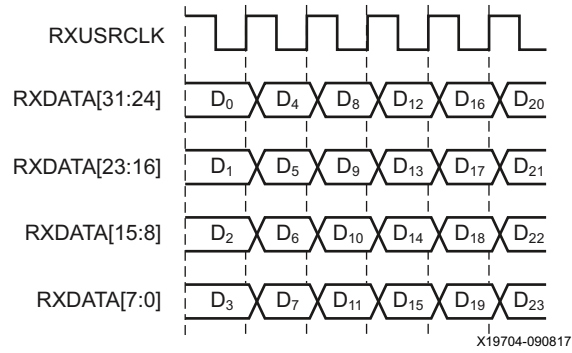 RXUSRCLK
RXDATA[31:24] D0 D4 D8 D12 D16 D20
RXDATA[23:16] D1 D5 D9 D13 D17 D21
RXDATA[15:8] D2 D6 D10 D14 D18 D22
RXDATA[7:0] D3 D7 D11 D15 D19 D23
X19704-090817